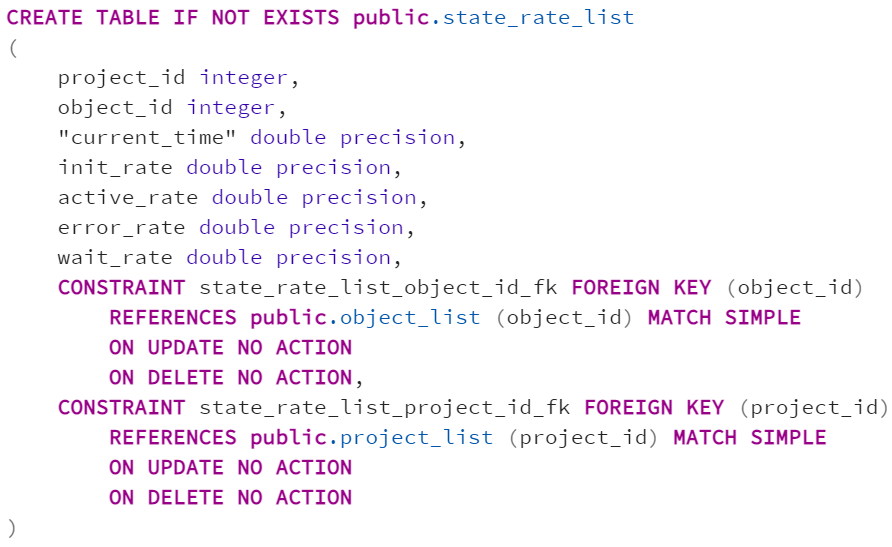 CREATE TABLE IF NOT EXISTS public.state_rate_list
(
    project_id integer,
    object_id integer,
    "current_time" double precision,
    init_rate double precision,
    active_rate double precision,
    error_rate double precision,
    wait_rate double precision,
    CONSTRAINT state_rate_list_object_id_fk FOREIGN KEY (object_id)
        REFERENCES public.object_list (object_id) MATCH SIMPLE
        ON UPDATE NO ACTION
        ON DELETE NO ACTION,
    CONSTRAINT state_rate_list_project_id_fk FOREIGN KEY (project_id)
        REFERENCES public.project_list (project_id) MATCH SIMPLE
        ON UPDATE NO ACTION
        ON DELETE NO ACTION
)